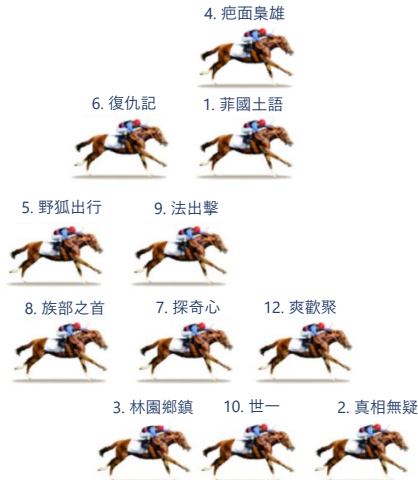 4. 疤面梟雄
6. 復仇記
1. 菲國土語
5. 野狐出行
9. 法出擊
8. 族部之首
7. 探奇心
12. 爽歡聚
3. 林園鄉鎮
10. 世一
2. 真相無疑